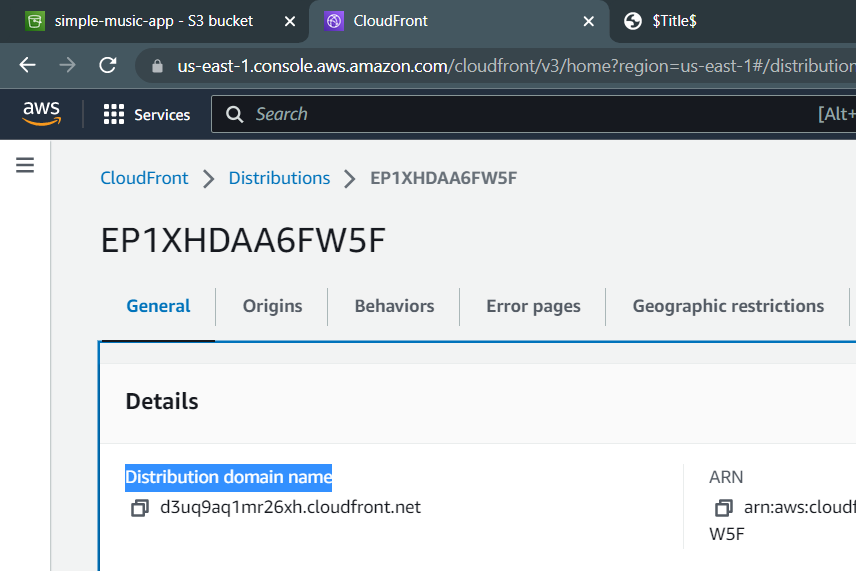 simple-music-app - S3 bucket
CloudFront
$Title$
us-east-1.console.aws.amazon.com/cloudfront/v3/home?region=us-east-1#/distribution
aws
Services
Search
[Alt+
CloudFront
Distributions
EP1XHDAA6FW5F
EP1XHDAA6FW5F
General
Origins
Behaviors
Error pages
Geographic restrictions
Details
Distribution domain name
d3uq9aq1mr26xh.cloudfront.net
ARN
arn:aws:cloudf
W5F